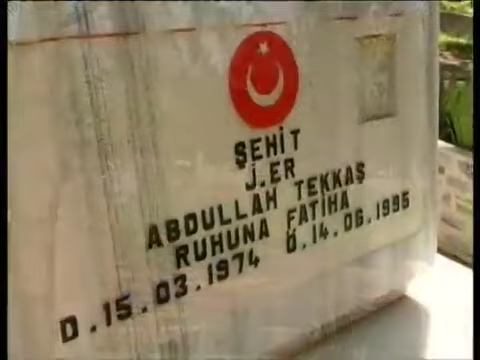 ŞEHİT
J.ER
ABDULLAH TEKKAŞ
RUHUNA FATİHA
D.15.03.1974 Ö.14.06.1995